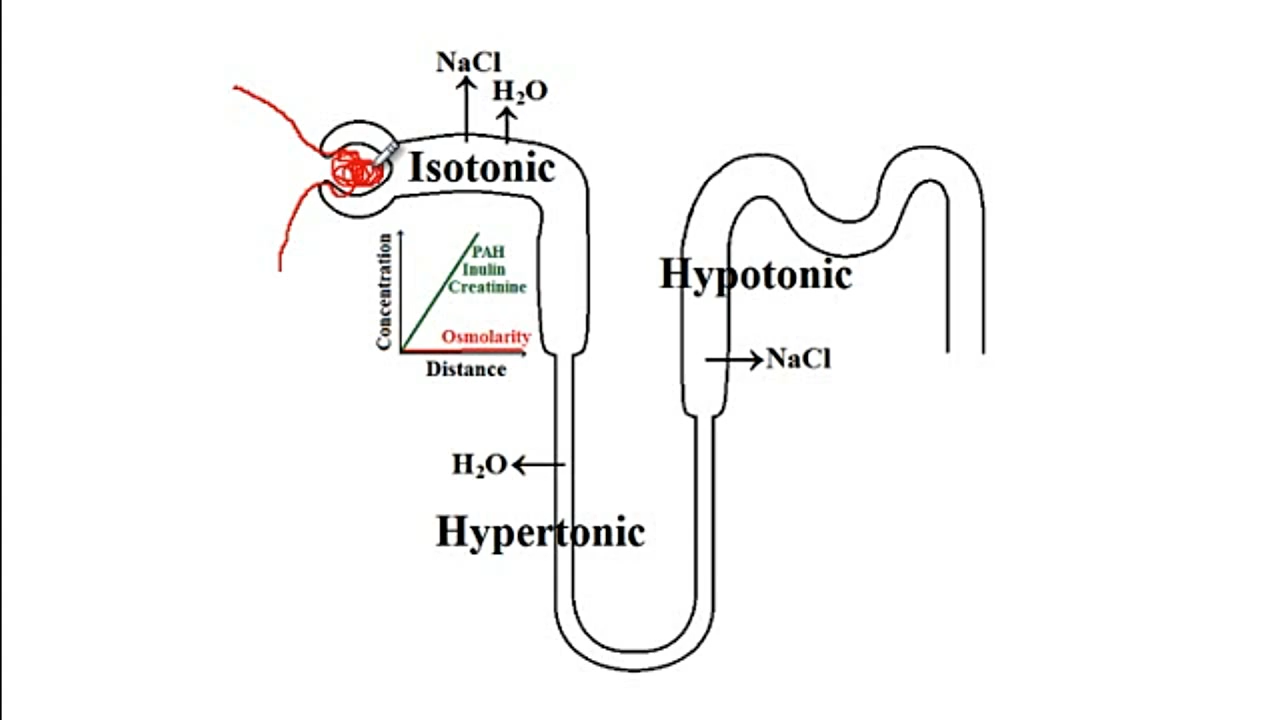 NaCl
H₂O
Isotonic
Concentration
PAH
Inulin
Creatinine
Osmolarity
Distance
Hypotonic
NaCl
H₂O
Hypertonic